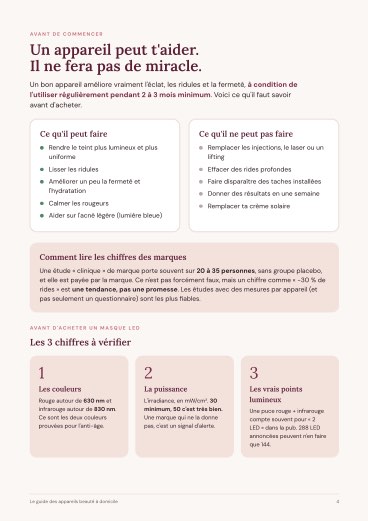 AVANT DE COMMENCER
Un appareil peut t'aider.
Il ne fera pas de miracle.
Un bon appareil améliore vraiment l'éclat, les rides et la fermeté, à condition de
l'utiliser régulièrement pendant 2 à 3 mois minimum. Voici ce qu'il faut savoir
avant d'acheter.
Ce qu'il peut faire
Rendre le teint plus lumineux et plus
uniforme
Lisser les ridules
Améliorer un peu la fermeté et
l'hydratation
Calmer les rougeurs
Aider sur l'acné légère (lumière bleue)
Ce qu'il ne peut pas faire
Remplacer les injections, le laser ou un
lifting
Effacer des rides profondes
Faire disparaître des taches installées
Donner des résultats en une semaine
Remplacer ta crème solaire
Comment lire les chiffres des marques
Une étude « clinique » de marque porte souvent sur 20 à 35 personnes, sans groupe placebo,
et elle est payée par la marque. Ce n'est pas forcément faux, mais un chiffre comme « -30 % de
rides » est une tendance, pas une promesse. Les études avec des mesures par appareil (et
pas seulement un questionnaire) sont les plus fiables.
AVANT D'ACHETER UN MASQUE LED
Les 3 chiffres à vérifier
1
Les couleurs
Rouge autour de 630 nm et
infrarouge autour de 830 nm.
Ce sont les deux couleurs
prouvées pour l'anti-âge.
2
La puissance
L'irradiance, en mW/cm². 30
minimum, 50 c'est très bien.
Une marque qui ne la donne
pas, c'est un signal d'alerte.
3
Les vrais points
lumineux
Une puce rouge + infrarouge
compte souvent pour « 2
LED » dans la pub. 288 LED
annoncées peuvent n'en faire
que 144.
Le guide des appareils beauté à domicile
4